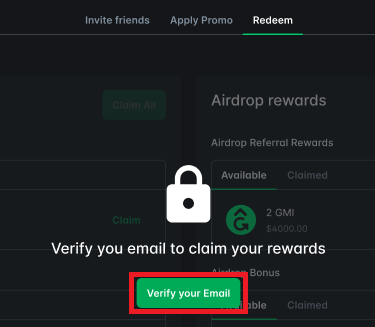 Invite friends Apply Promo Redeem
Claim All
Airdrop rewards
Airdrop Referral Rewards
Available Claimed
Claim
2 GMI
$4000.00
Verify you email to claim your rewards
Airdrop Bonus
Verify your Email
Available Claimed